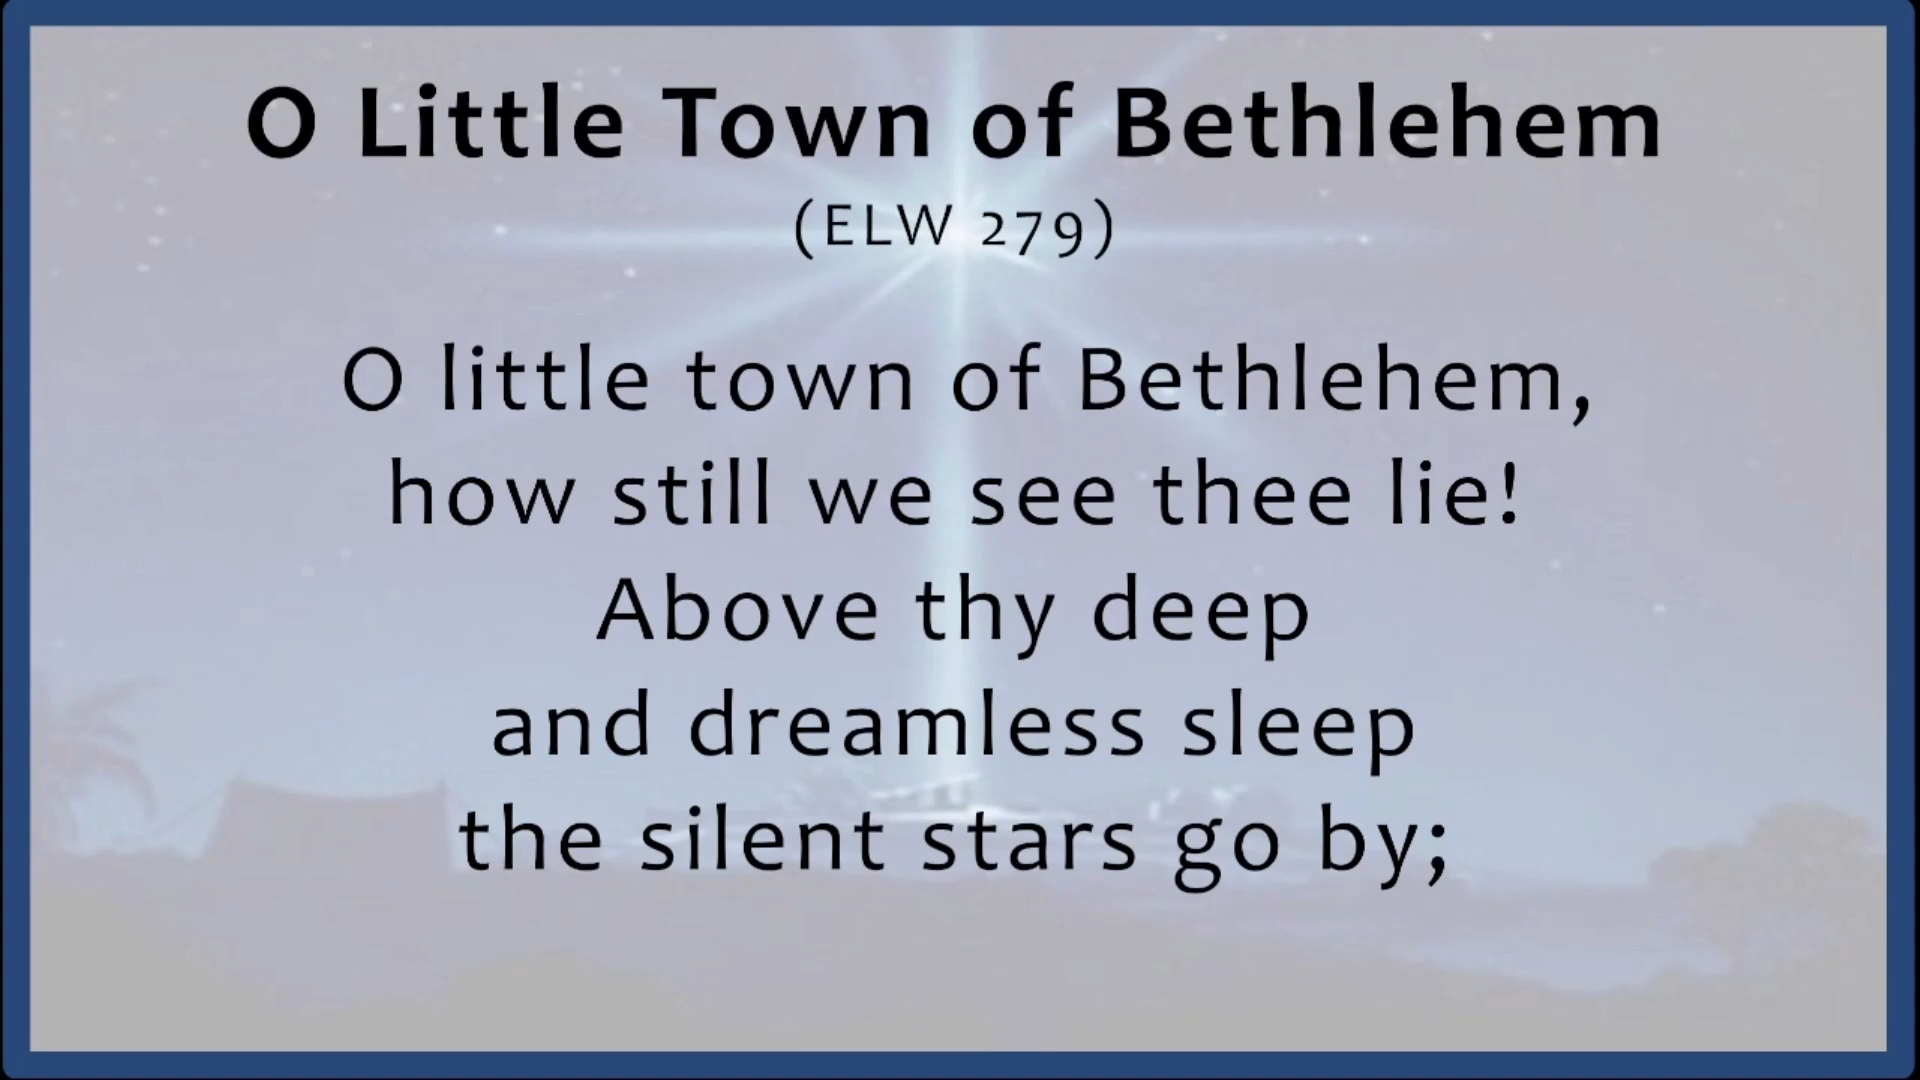 O Little Town of Bethlehem
(ELW 279)
O little town of Bethlehem,
how still we see thee lie!
Above thy deep
and dreamless sleep
the silent stars go by;